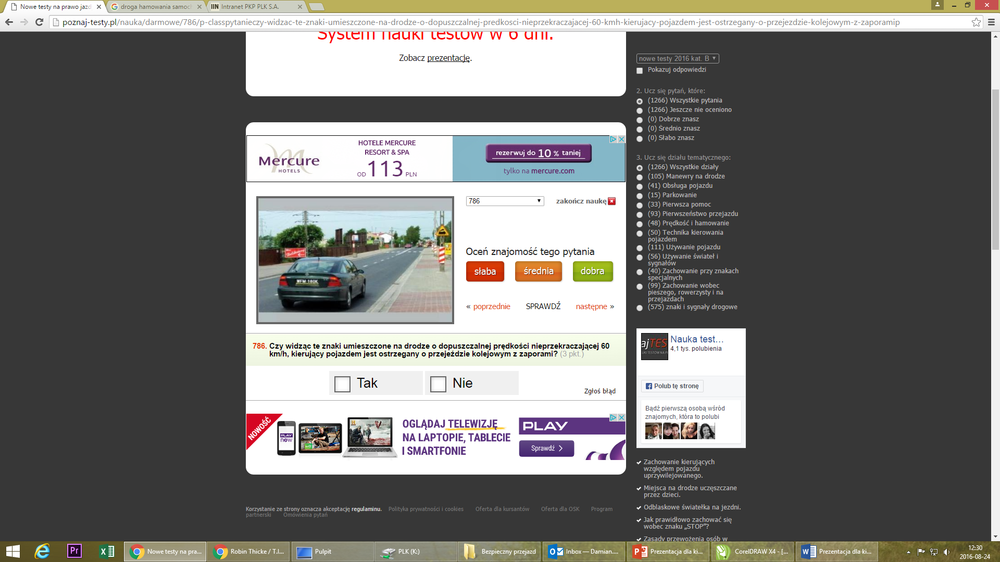 Nowe testy na prawo jazd
droga hamowania samoch
Intranet PKP PLK S.A.
poznaj-testy.pl/nauka/darmowe/786/p-classpytanieczy-widzac-te-znaki-umieszczone-na-drodze-o-dopuszczalnej-predkosci-nieprzekraczajacej-60-kmh-kierujacy-pojazdem-jest-ostrzegany-o-przejezdzie-kolejowym-z-zaporamip
System nauki testów w 6 dni.
Zobacz prezentację.
HOTELE MERCURE
RESORT & SPA
OD 113 PLN
Mercure
HOTELS
rezerwuj do 10 % taniej
tylko na mercure.com
786
zakończ naukę
WFM 180K
Oceń znajomość tego pytania
słaba
średnia
dobra
« poprzednie
SPRAWDŹ
następne »
786. Czy widząc te znaki umieszczone na drodze o dopuszczalnej prędkości nieprzekraczającej 60
km/h, kierujący pojazdem jest ostrzegany o przejeździe kolejowym z zaporami? (3 pkt.)
Tak
Nie
Zgłoś błąd
NOWOŚĆ
PLAY
NOW
OGLĄDAJ TELEWIZJĘ
NA LAPTOPIE, TABLECIE
I SMARTFONIE
PLAY
Sprawdź
Korzystanie ze strony oznacza akceptację regulaminu. Polityka prywatności i cookies Oferta dla kursantów Oferta dla OSK Program
partnerski Omówienia pytań
nowe testy 2016 kat. B
Pokazuj odpowiedzi
2. Ucz się pytań, które:
(1266) Wszystkie pytania
(1266) Jeszcze nie oceniono
(0) Dobrze znasz
(0) Średnio znasz
(0) Słabo znasz
3. Ucz się działu tematycznego:
(1266) Wszystkie działy
(105) Manewry na drodze
(41) Obsługa pojazdu
(15) Parkowanie
(33) Pierwsza pomoc
(93) Pierwszeństwo przejazdu
(48) Prędkość i hamowanie
(50) Technika kierowania
pojazdem
(111) Używanie pojazdu
(56) Używanie świateł i
sygnałów
(40) Zachowanie przy znakach
specjalnych
(99) Zachowanie wobec
pieszego, rowerzysty i na
przejazdach
(575) znaki i sygnały drogowe
ajTES
Nauka test...
4,1 tys. polubienia
Polub tę stronę
Bądź pierwszą osobą wśród
znajomych, która to polubi
Zachowanie kierujących
względem pojazdu
uprzywilejowanego.
Miejsca na drodze uczęszczane
przez dzieci.
Odblaskowe światełka na jezdni.
Jak prawidłowo zachować się
wobec znaku „STOP”?
Zasady przewożenia osób w
Pr
Nowe testy na pra...
Robin Thicke / T.I...
Pulpit
PLK (K:)
Bezpieczny przejazd
Inbox — Damian....
Prezentacja dla ki...
CorelDRAW X4 - [...
Prezentacja dla ki...
12:30
2016-08-24